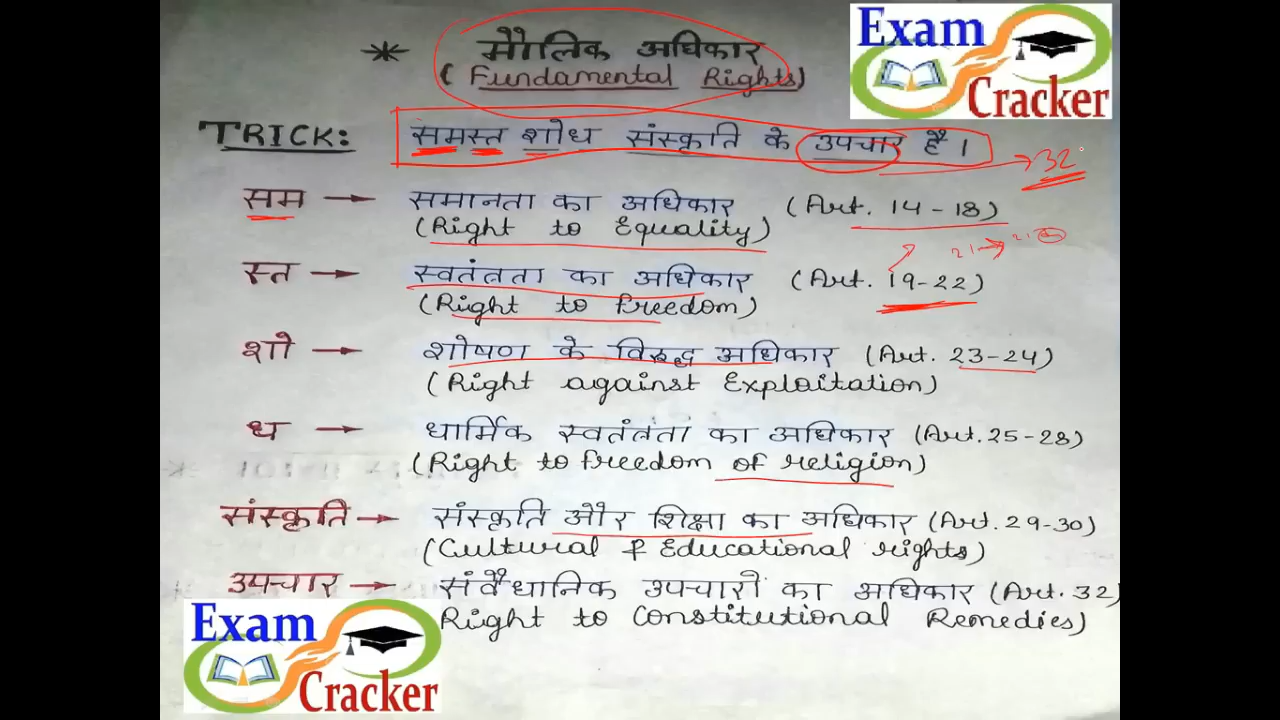 Exam
Cracker
* मौलिक अधिकार
(Fundamental Rights)
TRICK: समस्त शोध संस्कृति के उपचार है।
32
सम → समानता का अधिकार (Art. 14-18)
(Right to Equality)
21 → 21
स्त → स्वतंत्रता का अधिकार (Art. 19-22)
(Right to freedom)
शो → शोषण के विरुद्ध अधिकार (Art. 23-24)
(Right against Exploitation)
ध → धार्मिक स्वतंत्रता का अधिकार (Art. 25-28)
(Right to freedom of religion)
संस्कृति → संस्कृति और शिक्षा का अधिकार (Art. 29-30)
(Cultural & Educational rights)
उपचार → संवैधानिक उपचारों का अधिकार (Art. 32)
Right to Constitutional Remedies)
Exam
Cracker